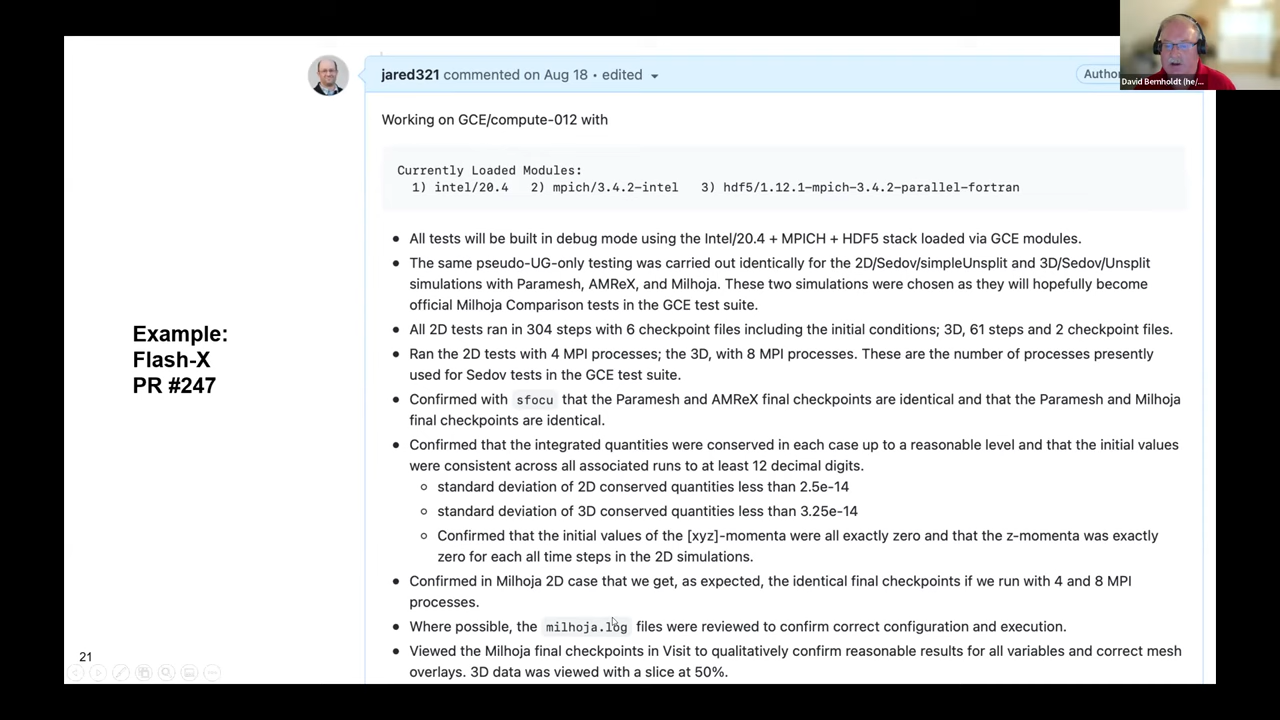 jared321 commented on Aug 18 • edited
Author
David Bernholdt (he/...
Working on GCE/compute-012 with
Currently Loaded Modules:
1) intel/20.4 2) mpich/3.4.2-intel 3) hdf5/1.12.1-mpich-3.4.2-parallel-fortran
• All tests will be built in debug mode using the Intel/20.4 + MPICH + HDF5 stack loaded via GCE modules.
• The same pseudo-UG-only testing was carried out identically for the 2D/Sedov/simpleUnsplit and 3D/Sedov/Unsplit
simulations with Paramesh, AMReX, and Milhoja. These two simulations were chosen as they will hopefully become
official Milhoja Comparison tests in the GCE test suite.
• All 2D tests ran in 304 steps with 6 checkpoint files including the initial conditions; 3D, 61 steps and 2 checkpoint files.
• Ran the 2D tests with 4 MPI processes; the 3D, with 8 MPI processes. These are the number of processes presently
used for Sedov tests in the GCE test suite.
• Confirmed with sfocu that the Paramesh and AMReX final checkpoints are identical and that the Paramesh and Milhoja
final checkpoints are identical.
• Confirmed that the integrated quantities were conserved in each case up to a reasonable level and that the initial values
were consistent across all associated runs to at least 12 decimal digits.
○ standard deviation of 2D conserved quantities less than 2.5e-14
○ standard deviation of 3D conserved quantities less than 3.25e-14
○ Confirmed that the initial values of the [xyz]-momenta were all exactly zero and that the z-momenta was exactly
zero for each all time steps in the 2D simulations.
• Confirmed in Milhoja 2D case that we get, as expected, the identical final checkpoints if we run with 4 and 8 MPI
processes.
• Where possible, the milhoja.log files were reviewed to confirm correct configuration and execution.
• Viewed the Milhoja final checkpoints in Visit to qualitatively confirm reasonable results for all variables and correct mesh
overlays. 3D data was viewed with a slice at 50%.
Example:
Flash-X
PR #247
21